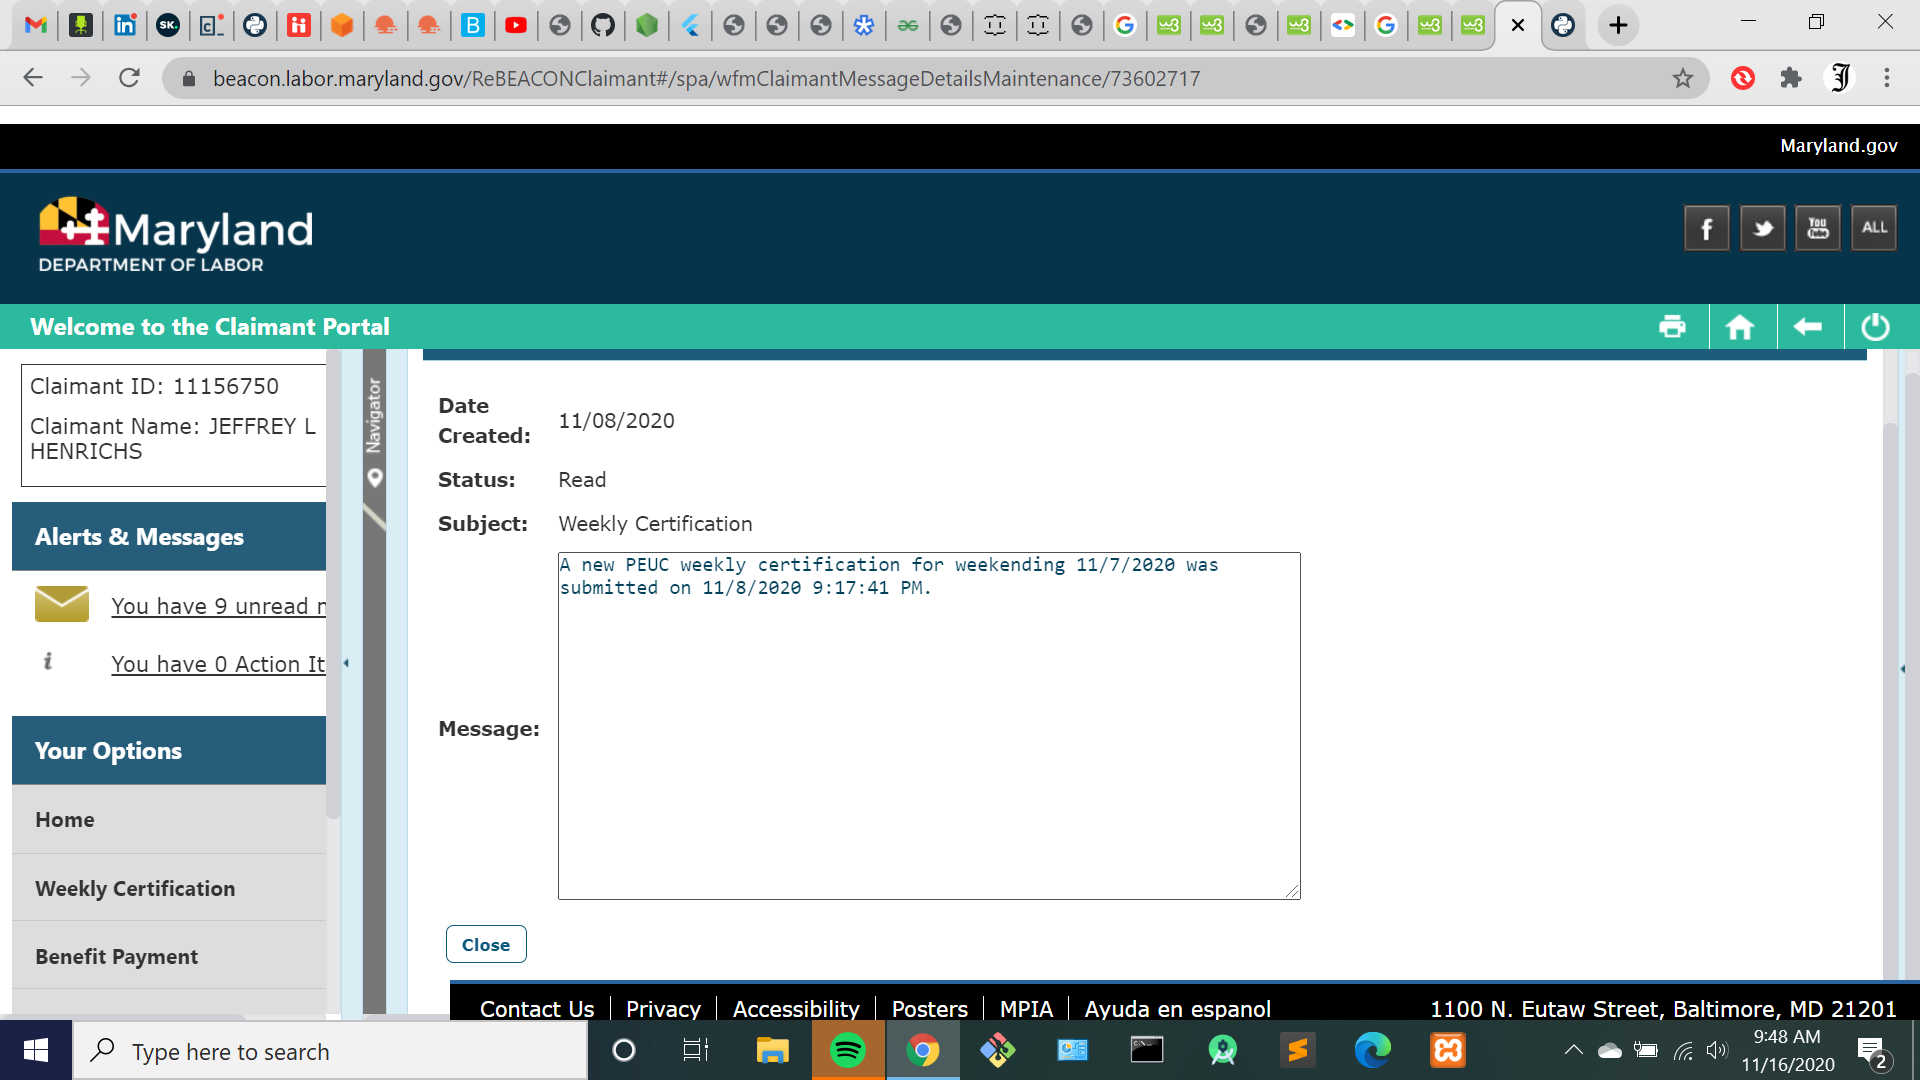 beacon.labor.maryland.gov/ReBEACONClaimant#/spa/wfmClaimantMessageDetailsMaintenance/73602717
Maryland.gov
Maryland
DEPARTMENT OF LABOR
f
You Tube
ALL
Welcome to the Claimant Portal
Claimant ID: 11156750
Claimant Name: JEFFREY L
HENRICHS
Alerts & Messages
You have 9 unread
You have 0 Action It
Your Options
Home
Weekly Certification
Benefit Payment
Navigator
Date
Created: 11/08/2020
Status: Read
Subject: Weekly Certification
Message:
A new PEUC weekly certification for weekending 11/7/2020 was
submitted on 11/8/2020 9:17:41 PM.
Close
Contact Us Privacy Accessibility Posters MPIA Ayuda en espanol 1100 N. Eutaw Street, Baltimore, MD 21201
Type here to search
9:48 AM
11/16/2020
2